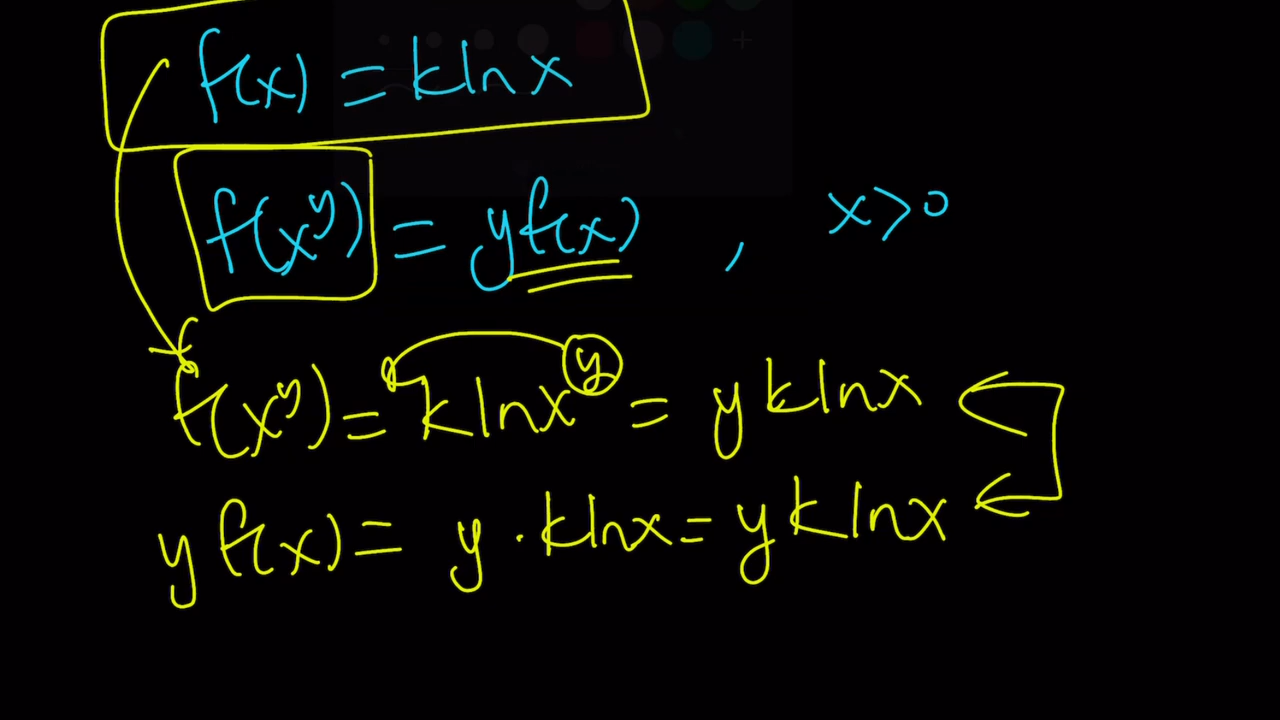 f(x) = k ln x
f(x^y) = y f(x) , x > 0
f(x^y) = k ln x^y = y k ln x
y f(x) = y · k ln x = y k ln x